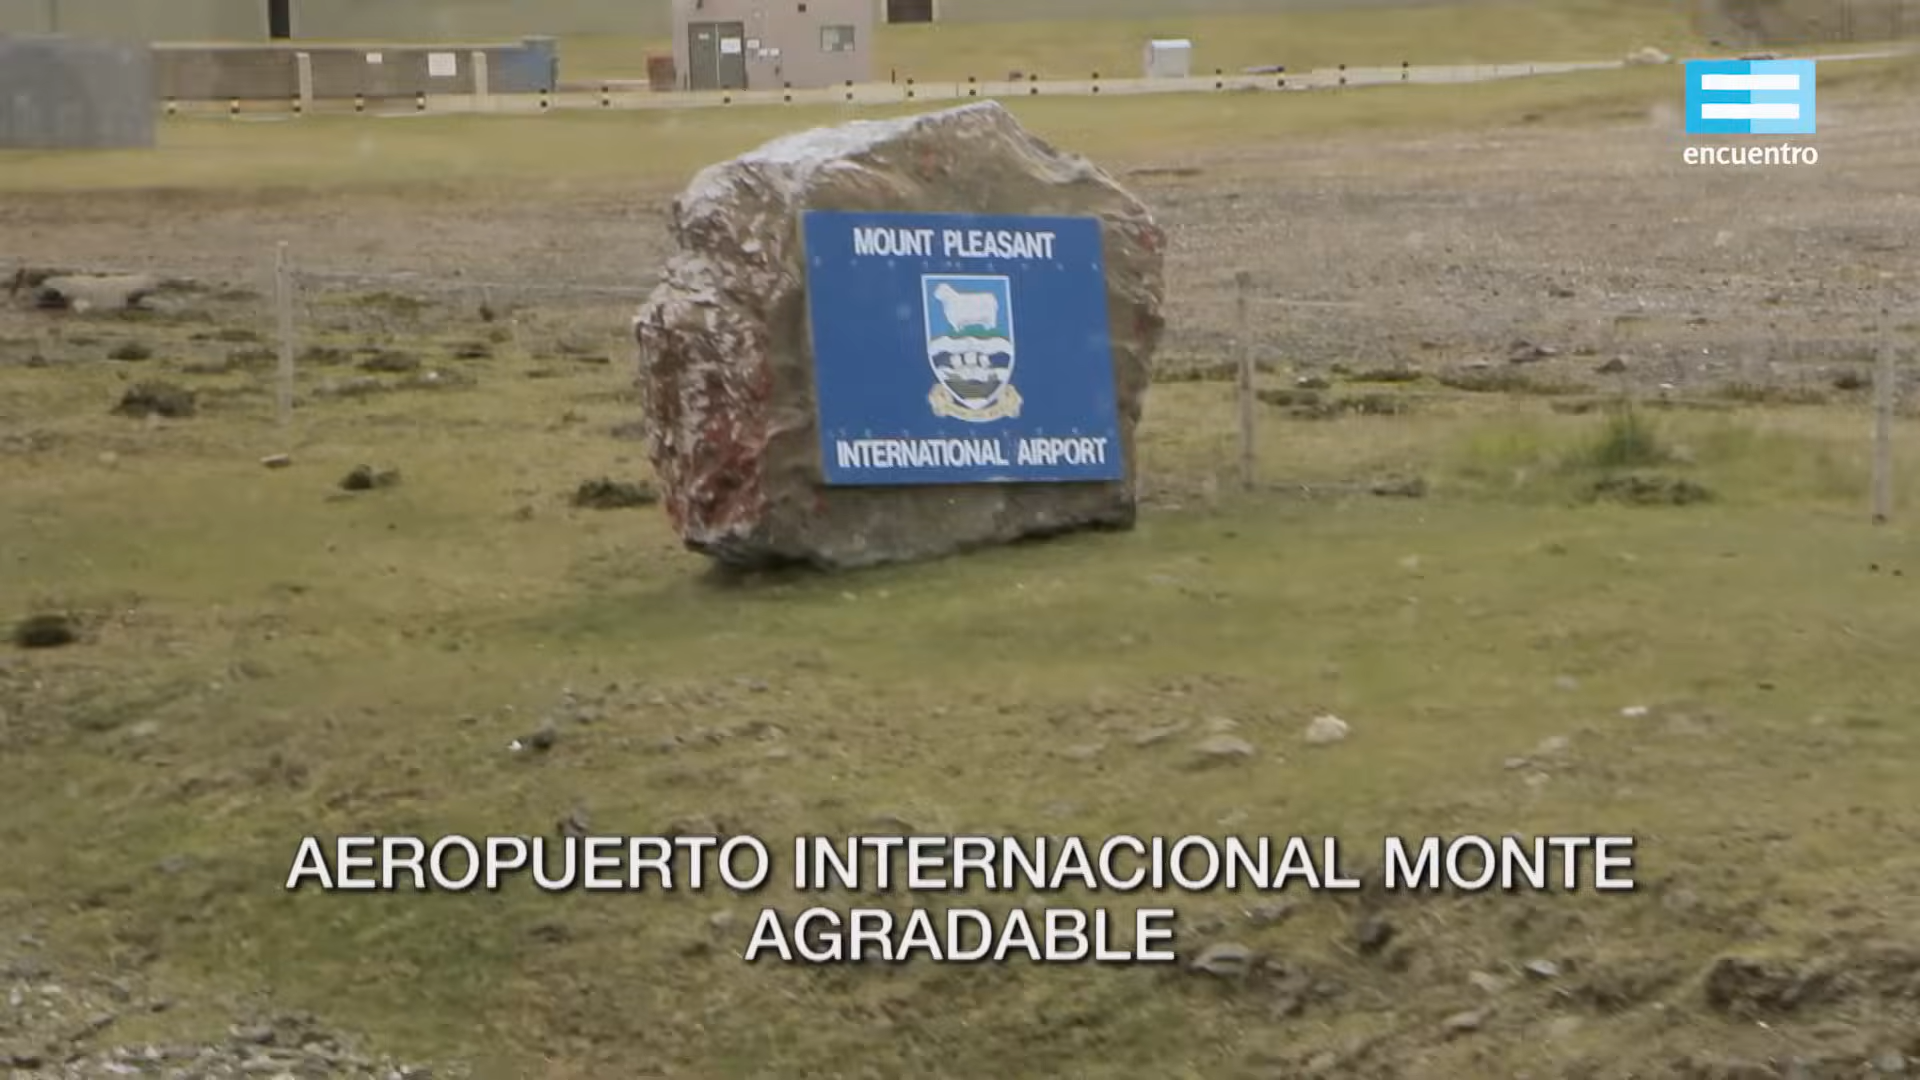 encuentro
MOUNT PLEASANT
INTERNATIONAL AIRPORT
AEROPUERTO INTERNACIONAL MONTE
AGRADABLE